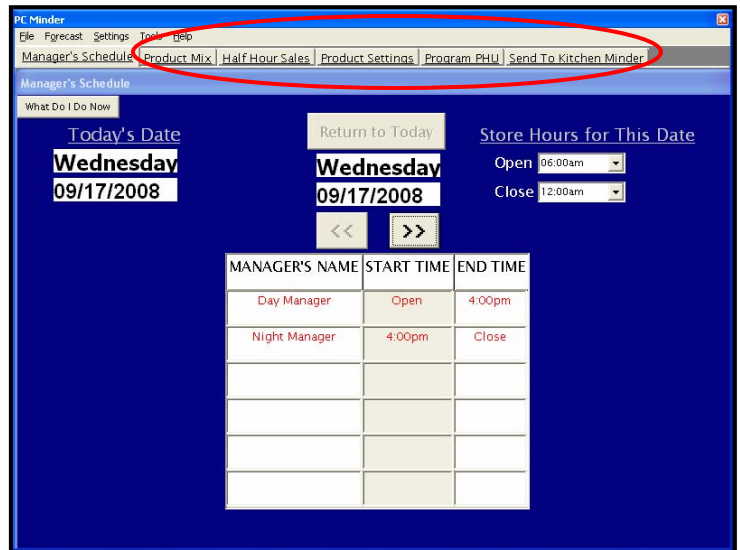 PC Minder
File Forecast Settings Tools Help
Manager's Schedule Product Mix Half Hour Sales Product Settings Program PHU Send To Kitchen Minder
Manager's Schedule
What Do I Do Now
Today's Date Return to Today Store Hours for This Date
Wednesday Wednesday Open 06:00am
09/17/2008 09/17/2008 Close 12:00am
<< >>
MANAGER'S NAME START TIME END TIME
Day Manager Open 4:00pm
Night Manager 4:00pm Close